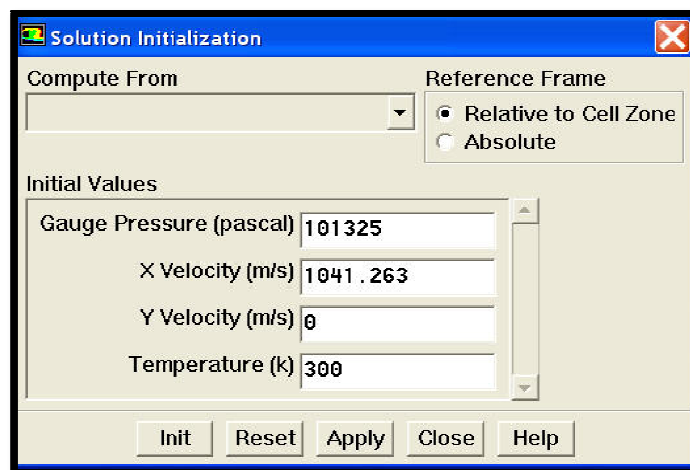 Solution Initialization
Compute From
Reference Frame
Relative to Cell Zone
Absolute
Initial Values
Gauge Pressure (pascal) 101325
X Velocity (m/s) 1041.263
Y Velocity (m/s) 0
Temperature (k) 300
Init Reset Apply Close Help